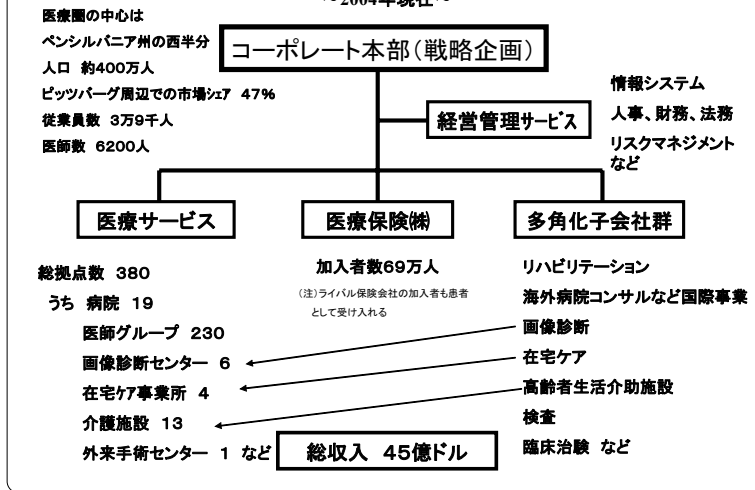 ～2004年現在～
医療圏の中心は
ペンシルバニア州の西半分
人口 約400万人
ピッツバーグ周辺での市場シェア 47%
従業員数 3万9千人
医師数 6200人
コーポレート本部(戦略企画)
経営管理サービス
情報システム
人事、財務、法務
リスクマネジメント
など
医療サービス
総拠点数 380
うち 病院 19
医師グループ 230
画像診断センター 6
在宅ケア事業所 4
介護施設 13
外来手術センター 1 など
医療保険㈱
加入者数69万人
(注)ライバル保険会社の加入者も患者
として受け入れる
多角化子会社群
リハビリテーション
海外病院コンサルなど国際事業
画像診断
在宅ケア
高齢者生活介助施設
検査
臨床治験 など
総収入 45億ドル